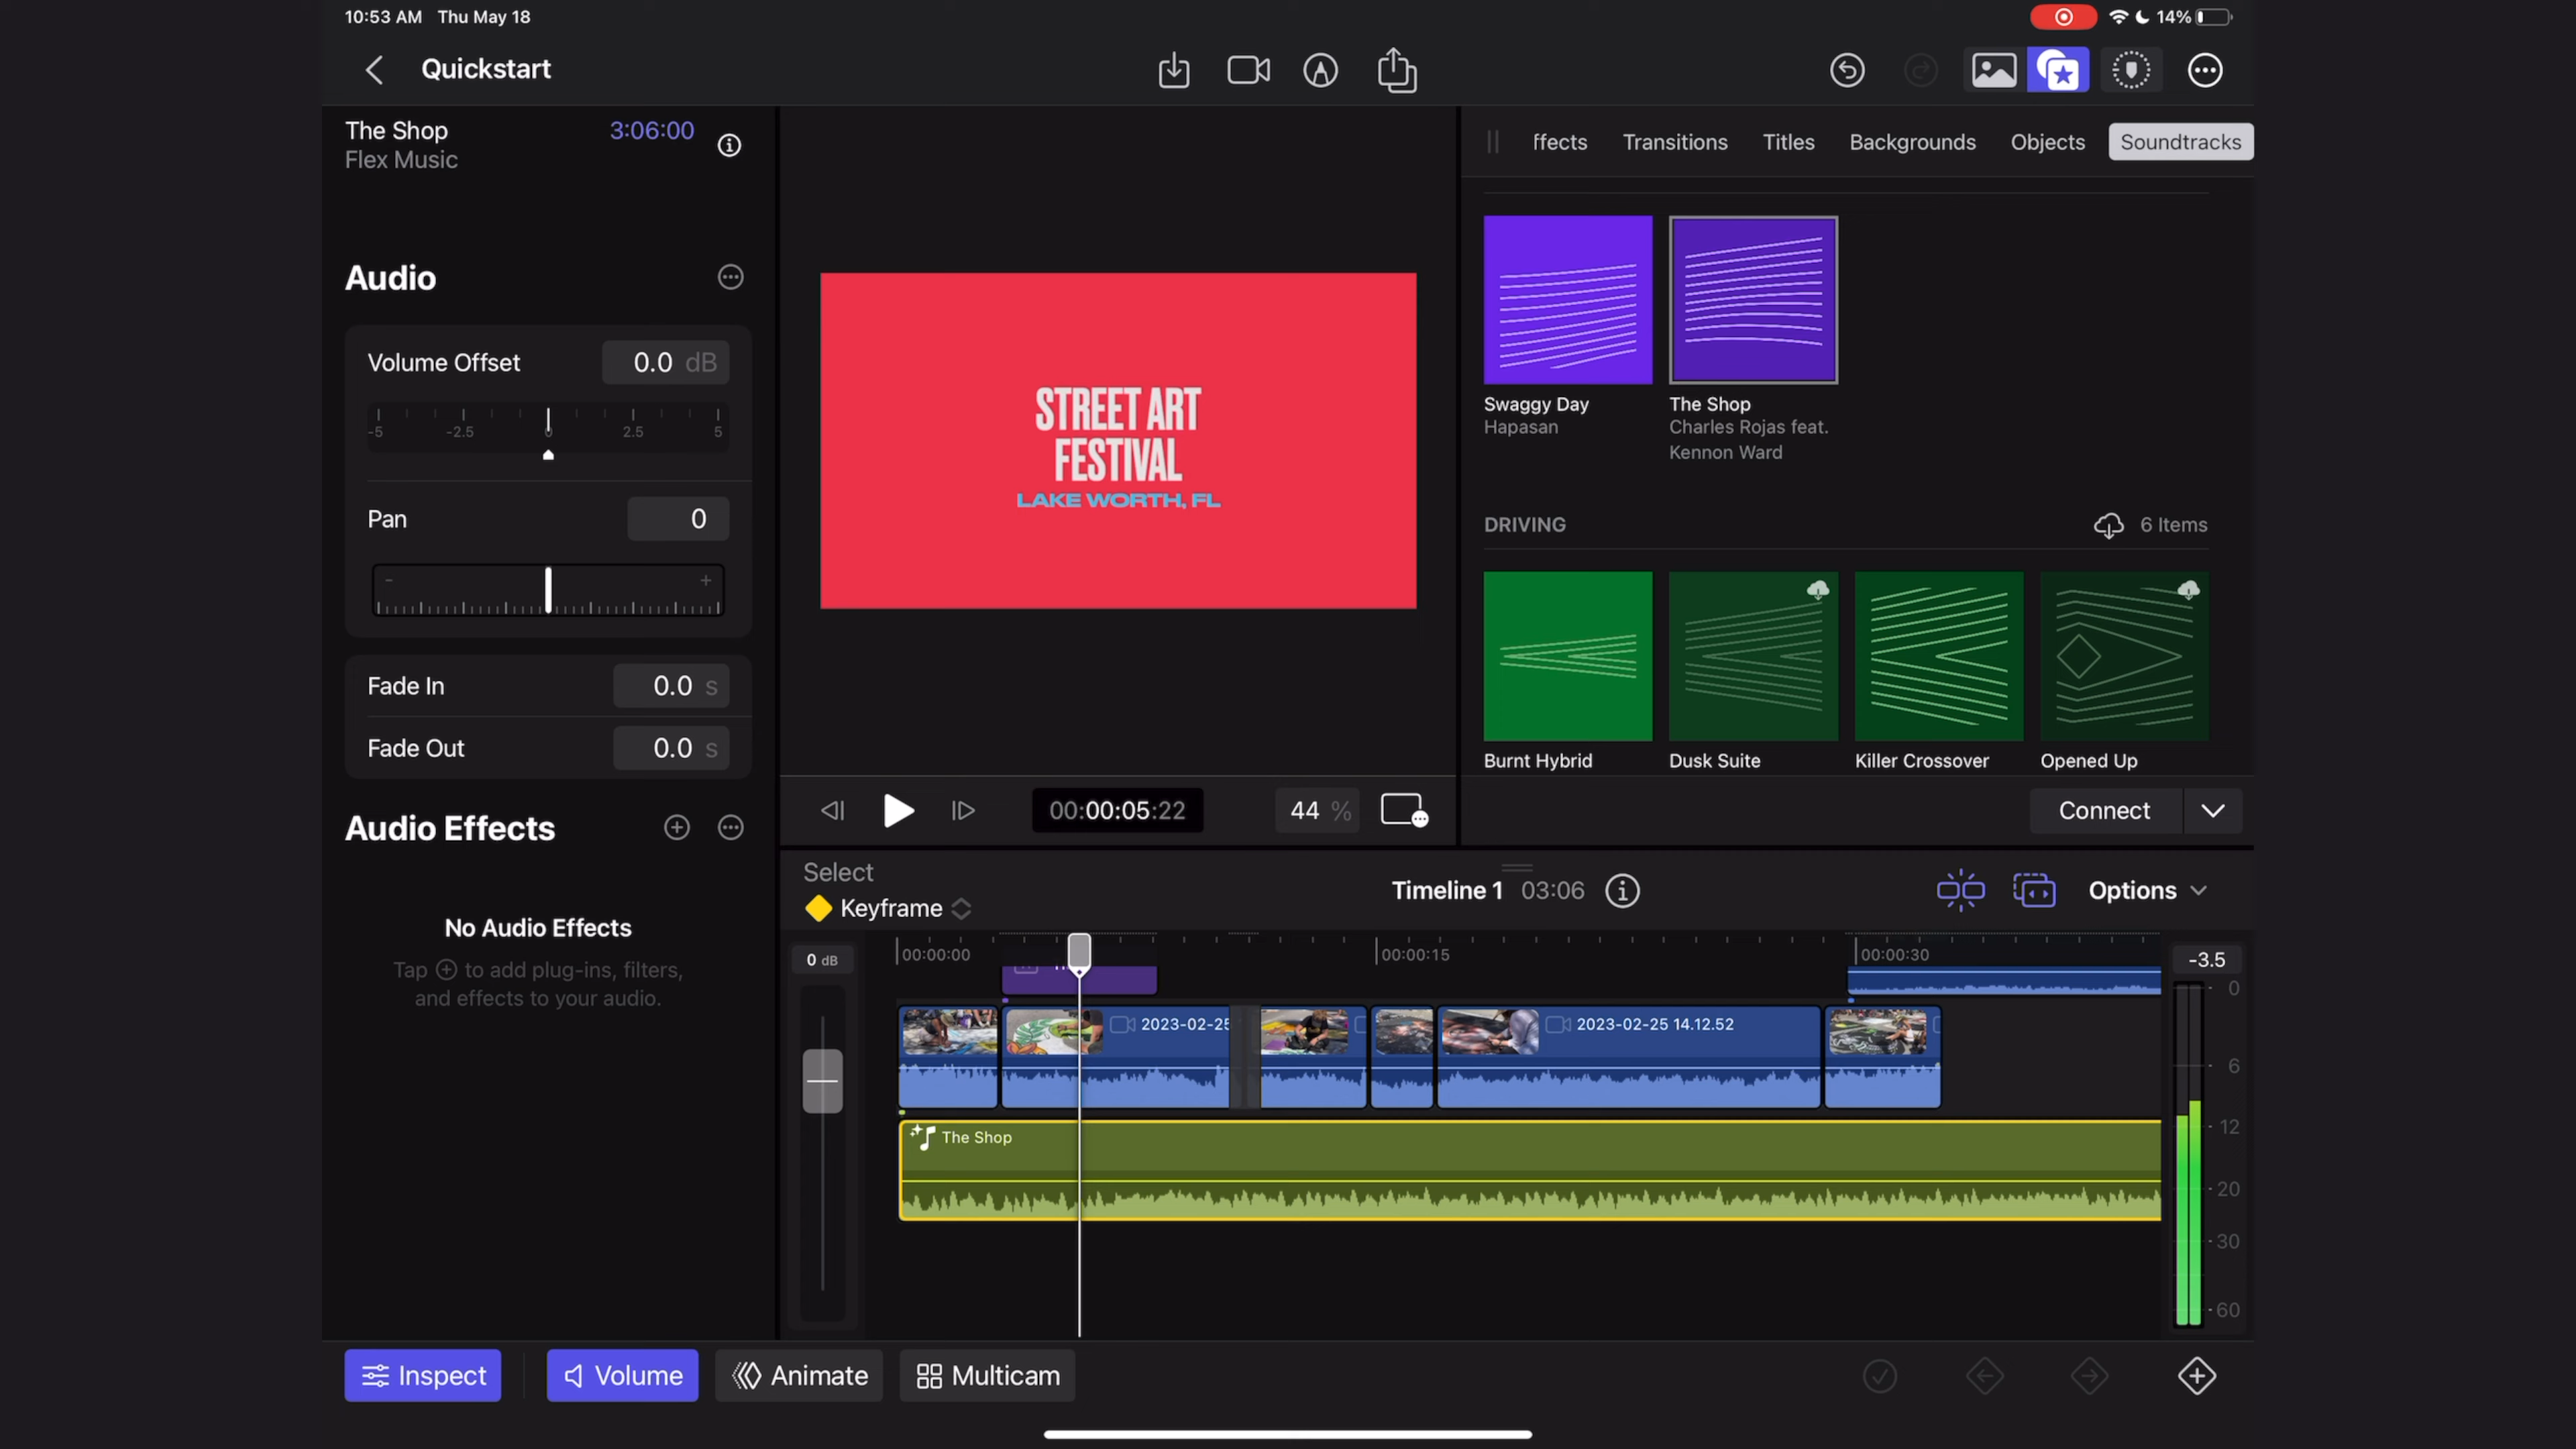 10:53 AM Thu May 18
14%
Quickstart
The Shop
3:06:00
Flex Music
Audio
Volume Offset
0.0 dB
-5
-2.5
0
2.5
5
Pan
0
- +
Fade In
0.0 s
Fade Out
0.0 s
Audio Effects
No Audio Effects
Tap to add plug-ins, filters,
and effects to your audio.
STREET ART
FESTIVAL
LAKE WORTH, FL
00:00:05:22
44 %
ffects
Transitions
Titles
Backgrounds
Objects
Soundtracks
Swaggy Day
Hapasan
The Shop
Charles Rojas feat.
Kennon Ward
DRIVING
6 Items
Burnt Hybrid
Dusk Suite
Killer Crossover
Opened Up
Connect
Select
Keyframe
Timeline 1
03:06
Options
0 dB
00:00:00
00:00:15
00:00:30
-3.5
0
6
12
20
30
60
2023-02-25
2023-02-25 14.12.52
The Shop
Inspect
Volume
Animate
Multicam